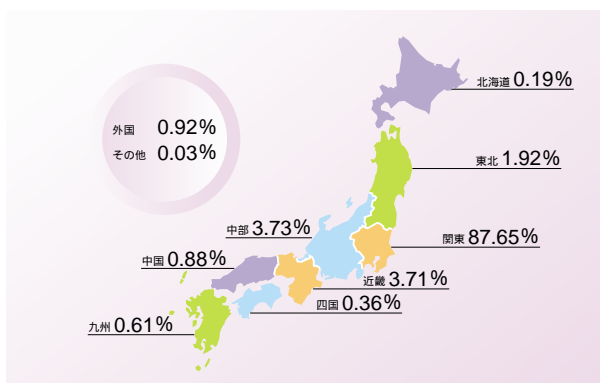 北海道 0.19%
外国 0.92%
その他 0.03%
東北 1.92%
中部 3.73%
関東 87.65%
中国 0.88%
近畿 3.71%
四国 0.36%
九州 0.61%